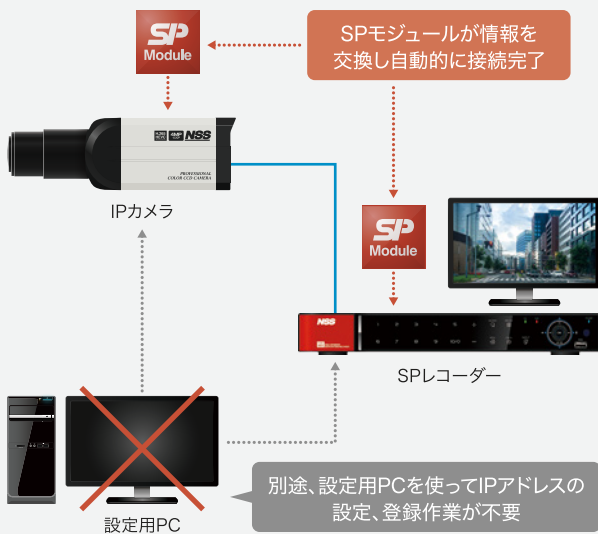 SP
Module
SPモジュールが情報を
交換し自動的に接続完了
4MP NSS
PROFESSIONAL
COLOR CCD CAMERA
IPカメラ
SP
Module
NSS
SPレコーダー
別途、設定用PCを使ってIPアドレスの
設定、登録作業が不要
設定用PC